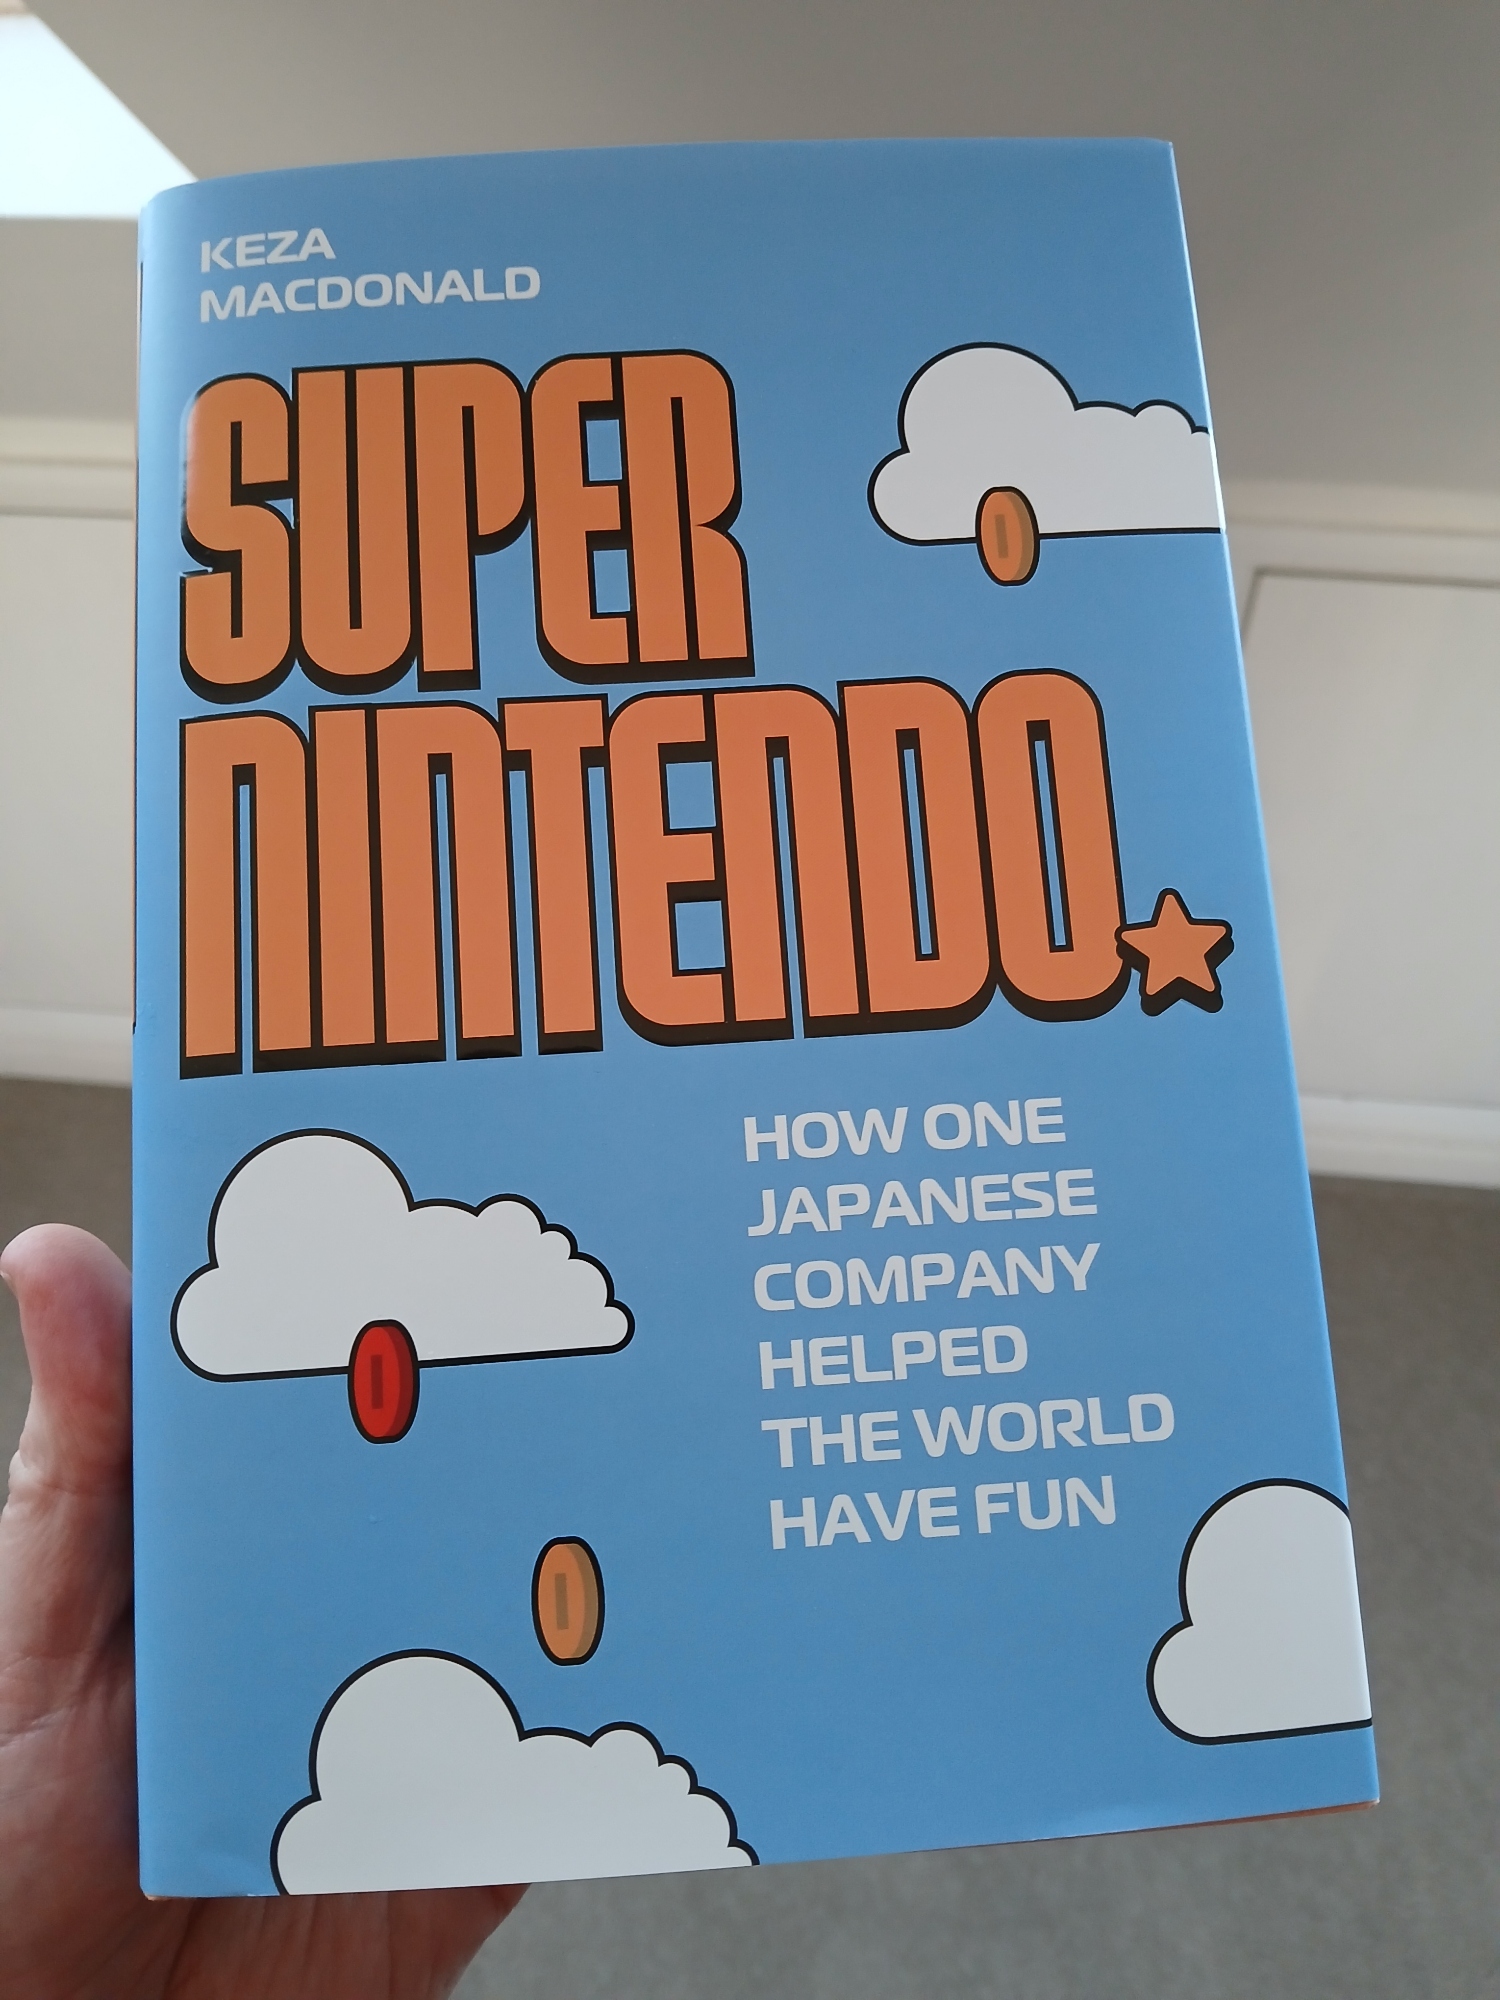 KEZA
MACDONALD
SUPER
NINTENDO
HOW ONE
JAPANESE
COMPANY
HELPED
THE WORLD
HAVE FUN